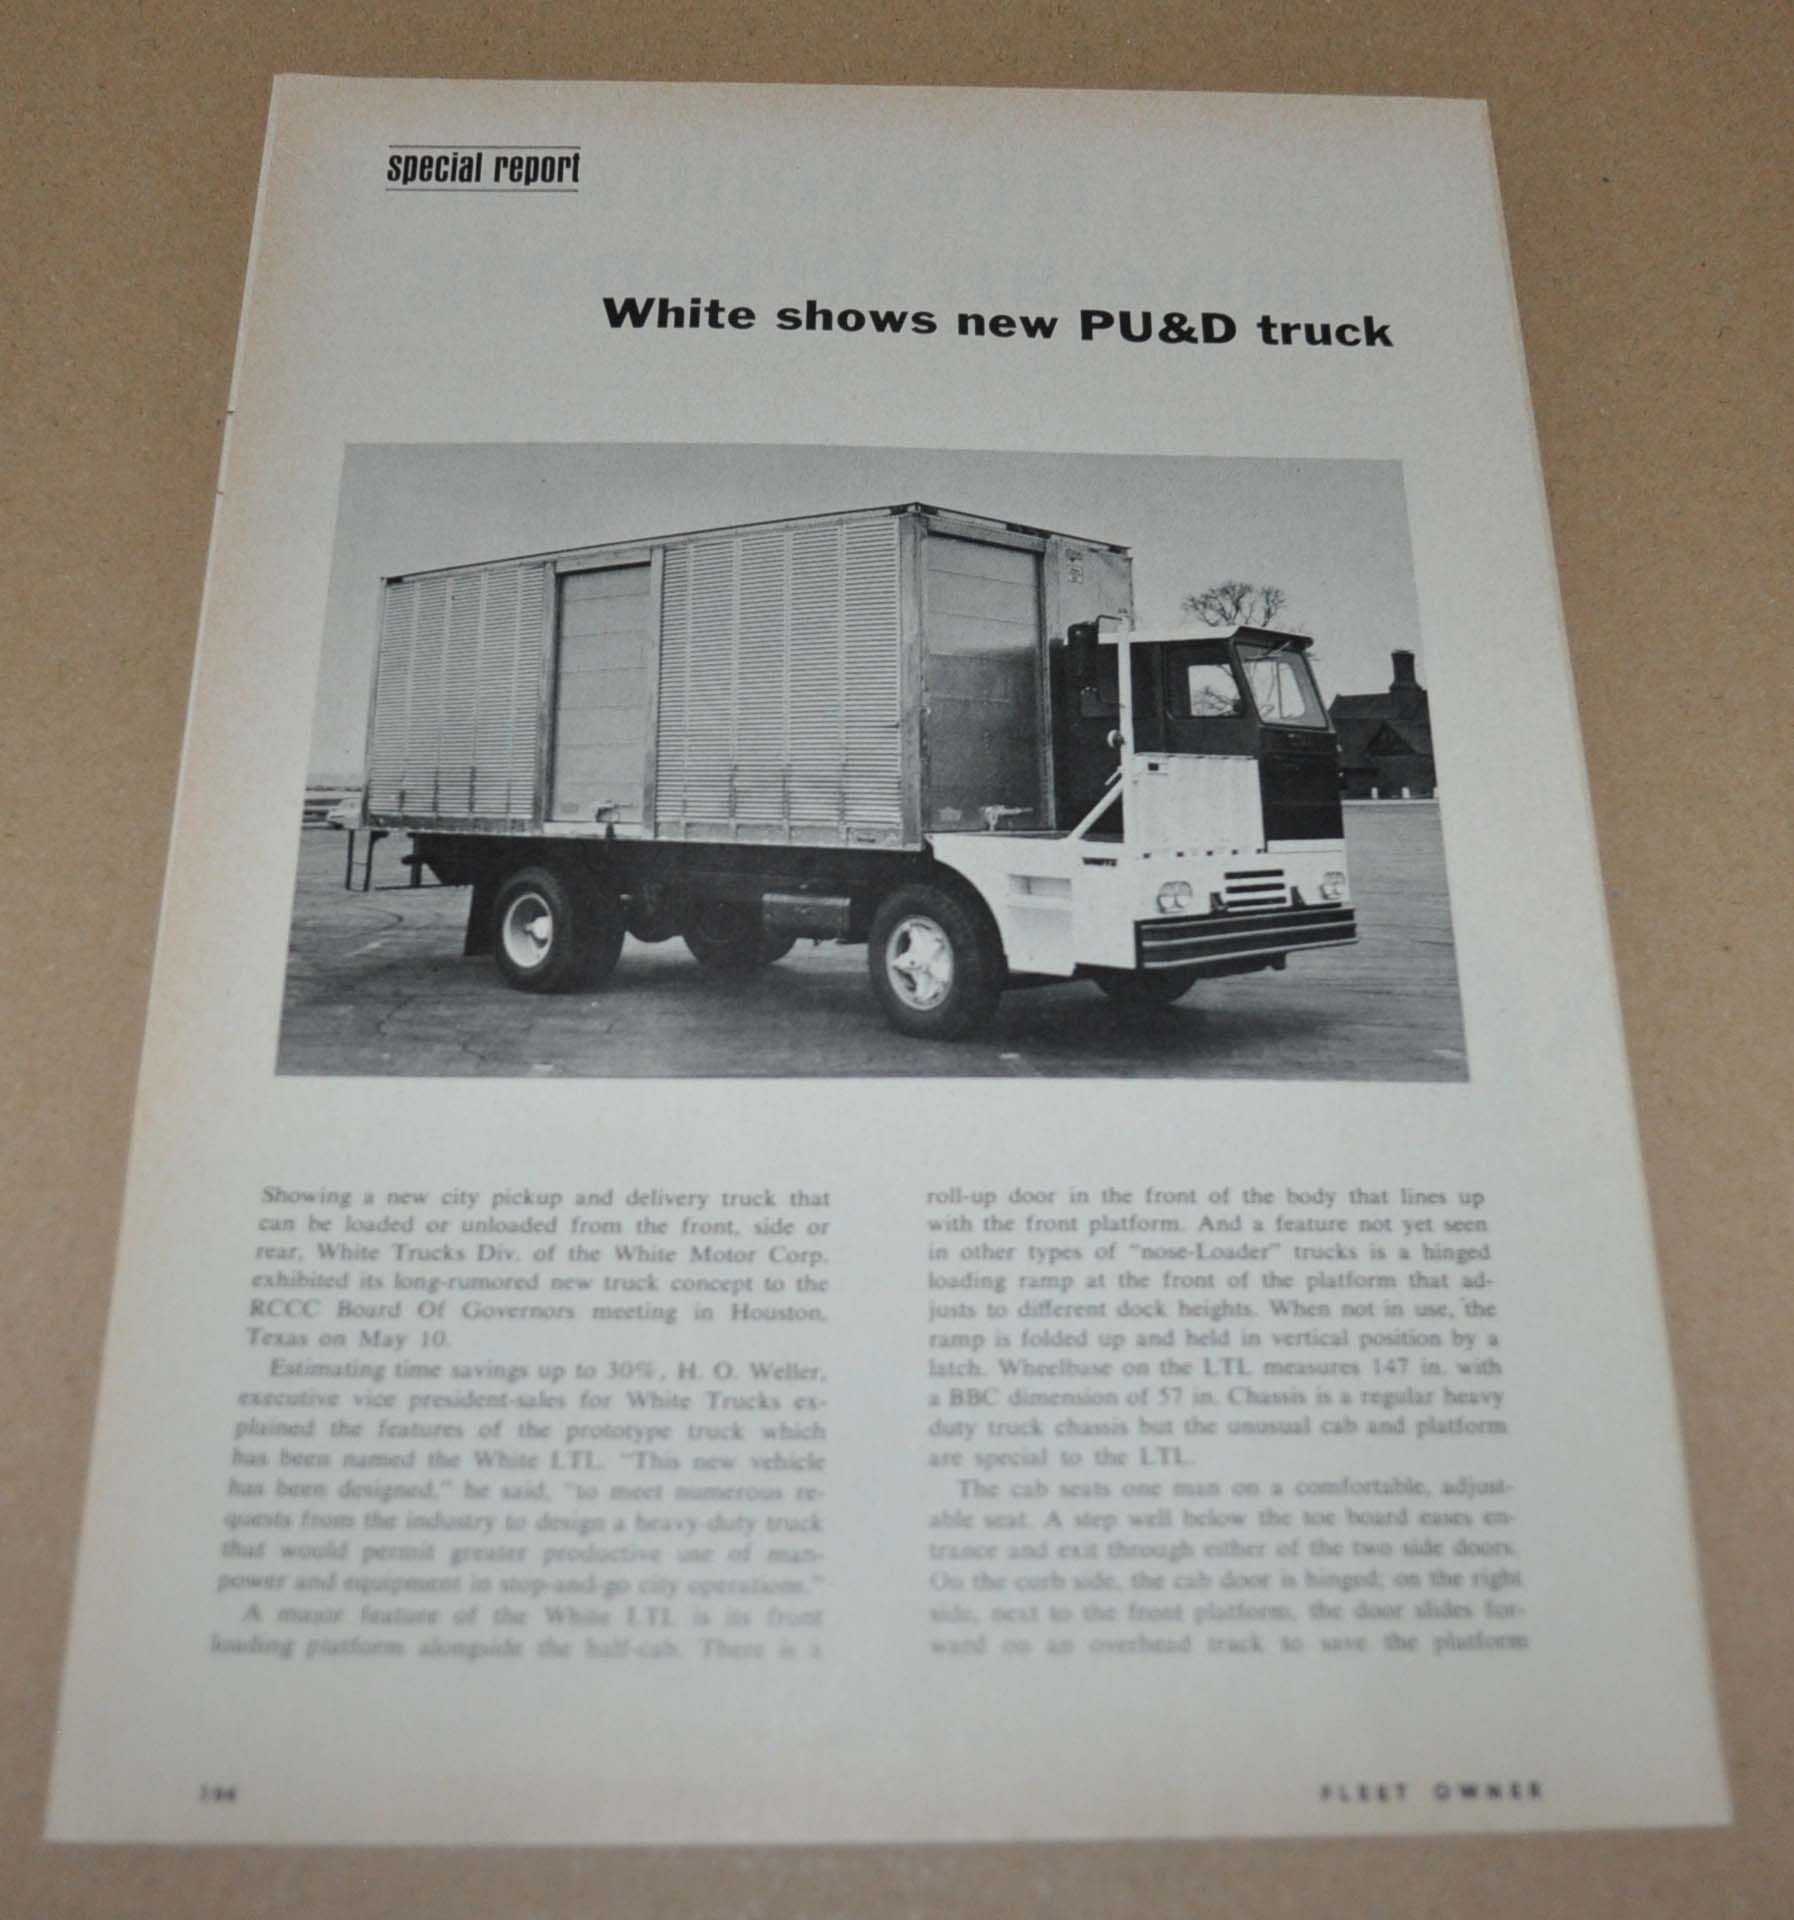 special report
White shows new PU&D truck
WHITE
Showing a new city pickup and delivery truck that
can be loaded or unloaded from the front, side or
rear, White Trucks Div. of the White Motor Corp.
exhibited its long-rumored new truck concept to the
RCCC Board Of Governors meeting in Houston,
Texas on May 10.
Estimating time savings up to 30%, H. O. Weller,
executive vice president-sales for White Trucks ex-
plained the features of the prototype truck which
has been named the White LTL. "This new vehicle
has been designed," he said, "to meet numerous re-
quests from the industry to design a heavy-duty truck
that would permit greater productive use of man-
power and equipment in stop-and-go city operations."
A major feature of the White LTL is its front
loading platform alongside the half-cab. There is a
roll-up door in the front of the body that lines up
with the front platform. And a feature not yet seen
in other types of "nose-Loader" trucks is a hinged
loading ramp at the front of the platform that ad-
justs to different dock heights. When not in use, the
ramp is folded up and held in vertical position by a
latch. Wheelbase on the LTL measures 147 in. with
a BBC dimension of 57 in. Chassis is a regular heavy
duty truck chassis but the unusual cab and platform
are special to the LTL.
The cab seats one man on a comfortable, adjust-
able seat. A step well below the toe board eases en-
trance and exit through either of the two side doors.
On the curb side, the cab door is hinged; on the right
side, next to the front platform, the door slides for-
ward on an overhead track to save the platform
FLEET OWNER